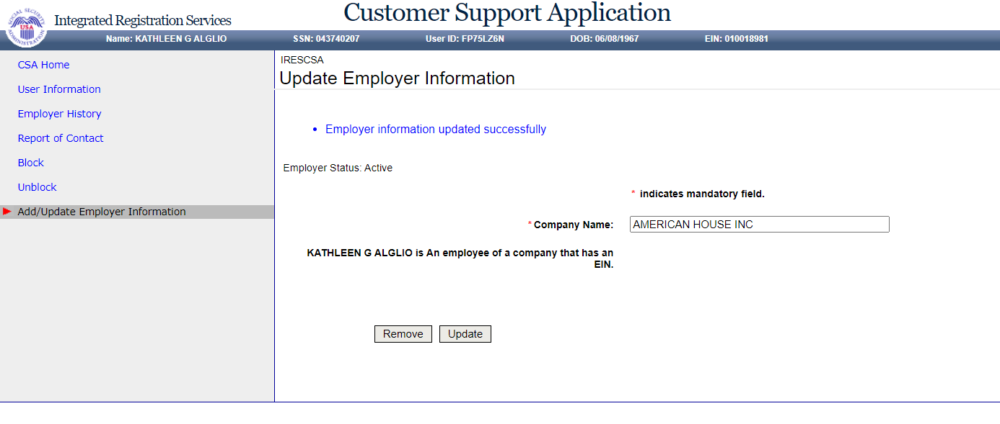 SOCIAL SECURITY
USA
ADMINISTRATION
Integrated Registration Services
Customer Support Application
Name: KATHLEEN G ALGLIO SSN: 043740207 User ID: FP75LZ6N DOB: 06/08/1967 EIN: 010018981
CSA Home
User Information
Employer History
Report of Contact
Block
Unblock
Add/Update Employer Information
IRESCSA
Update Employer Information
Employer information updated successfully
Employer Status: Active
* indicates mandatory field.
* Company Name: AMERICAN HOUSE INC
KATHLEEN G ALGLIO is An employee of a company that has an
EIN.
Remove Update